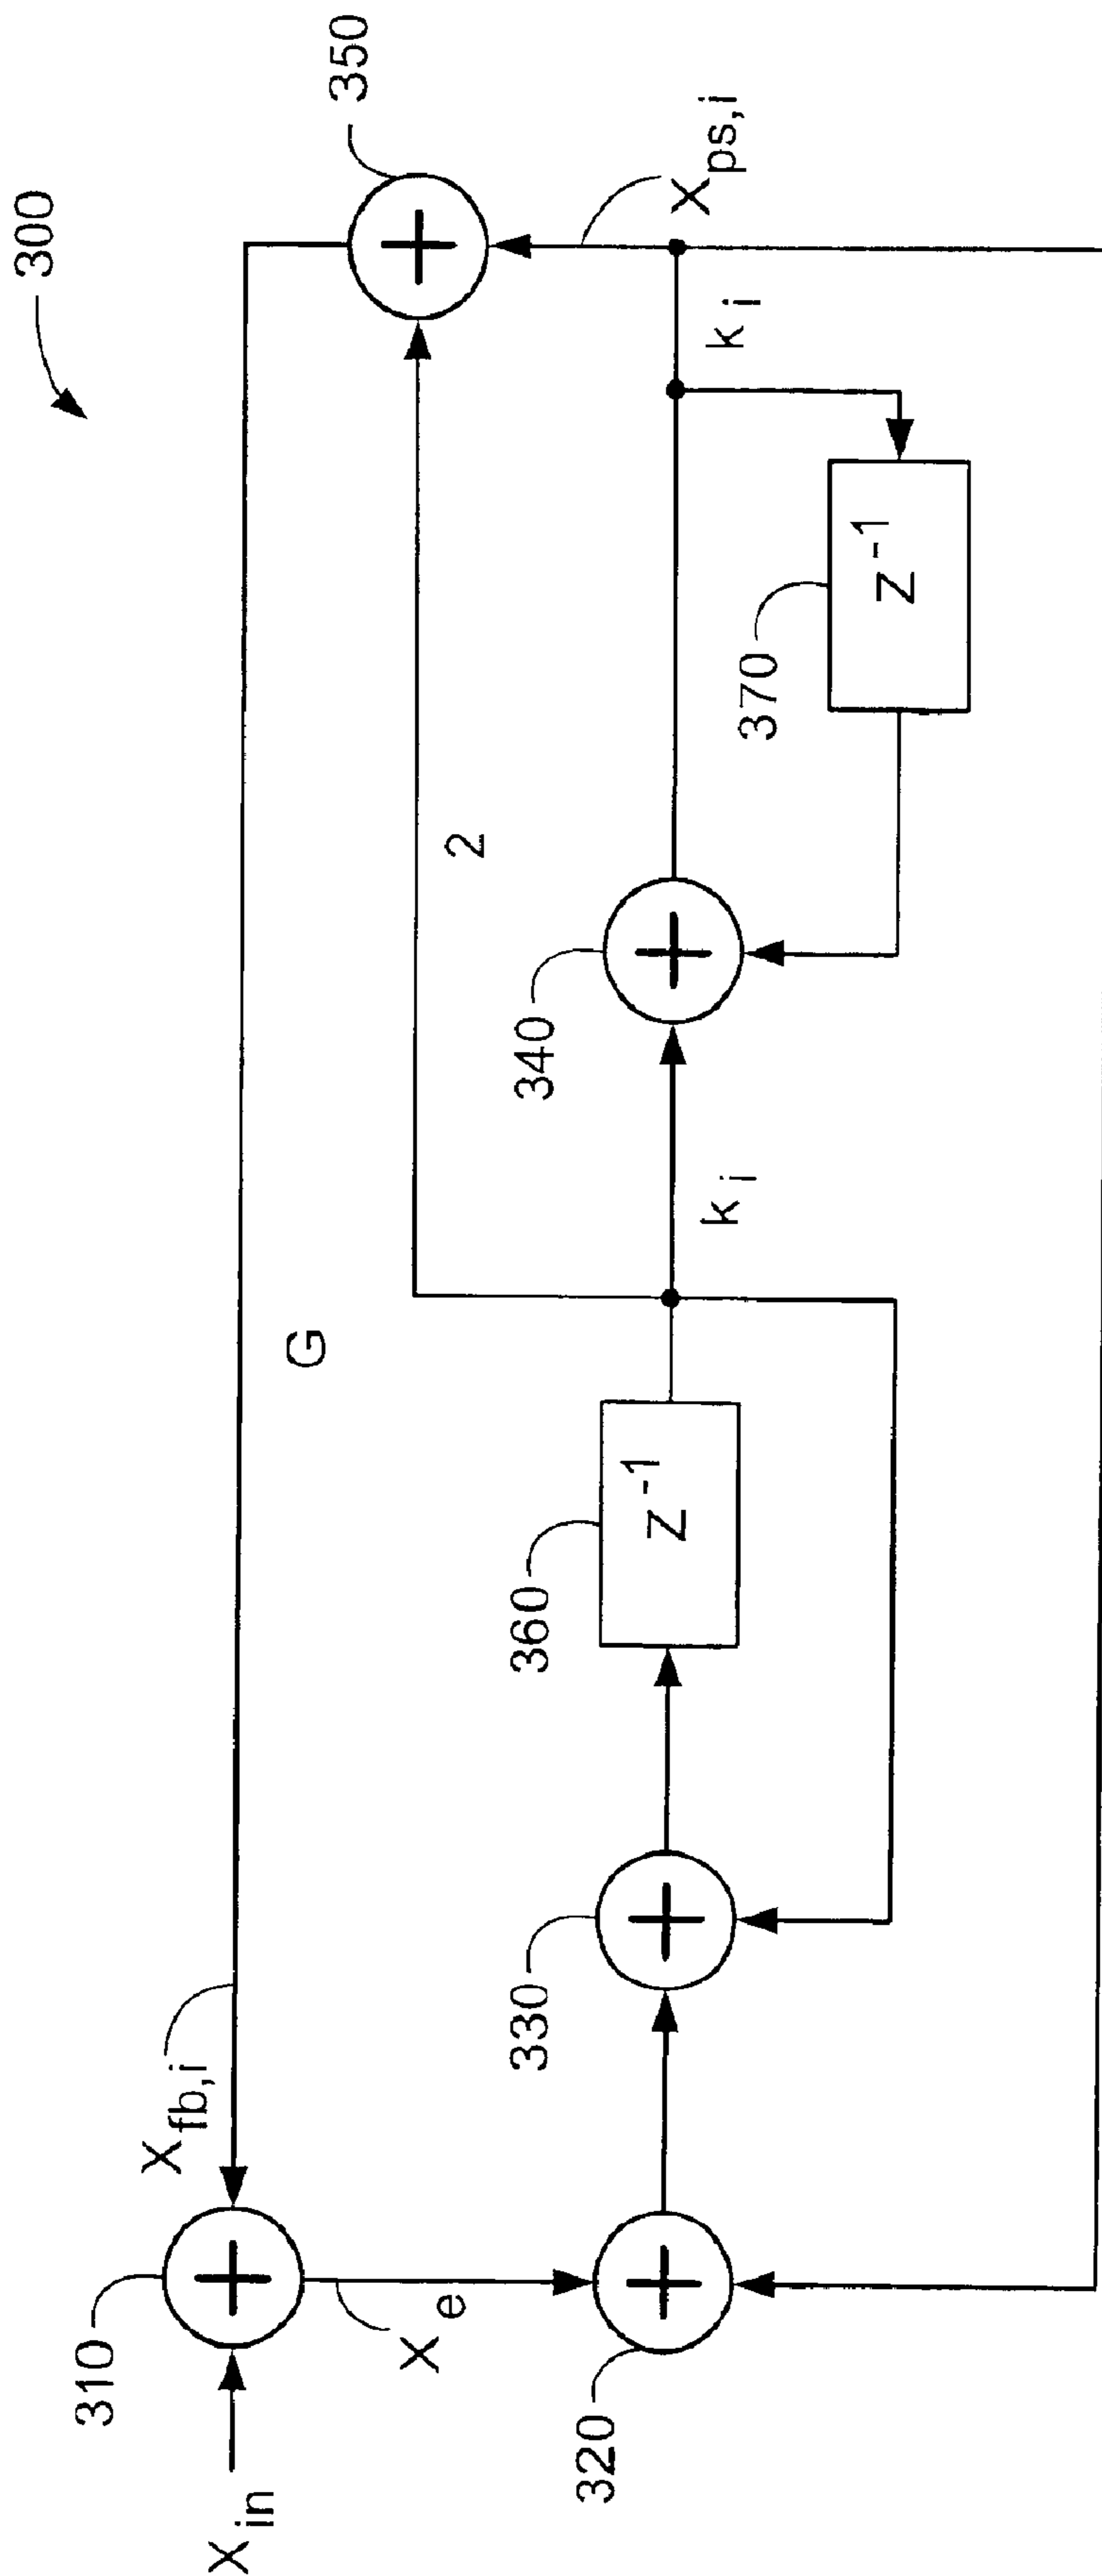 300
310
X_in
X_fb,i
G
350
X_e
2
320
330
360
z^-1
k_i
340
370
z^-1
k_i
X_ps,i